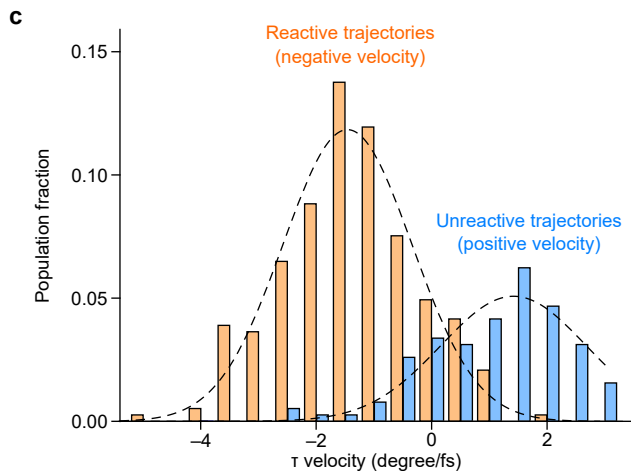 c
Reactive trajectories
(negative velocity)
Unreactive trajectories
(positive velocity)
Population fraction
0.15
0.10
0.05
0.00
−4
−2
0
2
τ velocity (degree/fs)